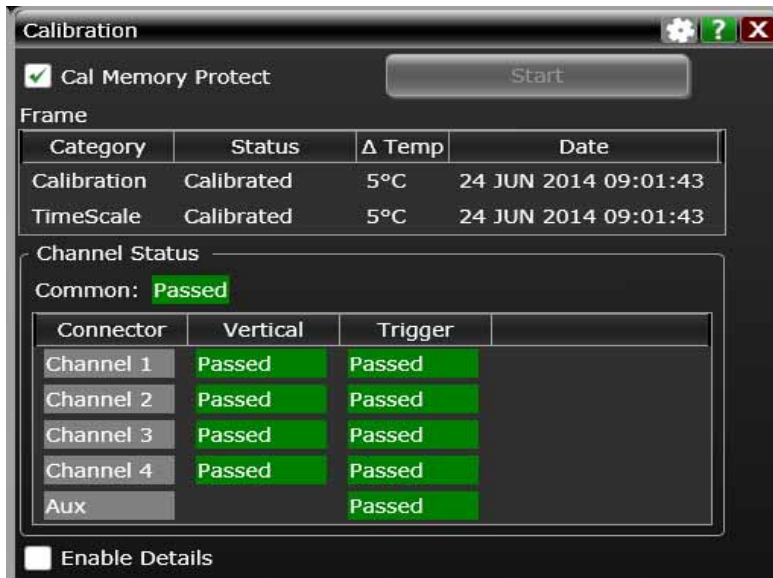 Calibration ? X
Cal Memory Protect Start
Frame
Category Status Δ Temp Date
Calibration Calibrated 5°C 24 JUN 2014 09:01:43
TimeScale Calibrated 5°C 24 JUN 2014 09:01:43
Channel Status
Common: Passed
Connector Vertical Trigger
Channel 1 Passed Passed
Channel 2 Passed Passed
Channel 3 Passed Passed
Channel 4 Passed Passed
Aux Passed
Enable Details